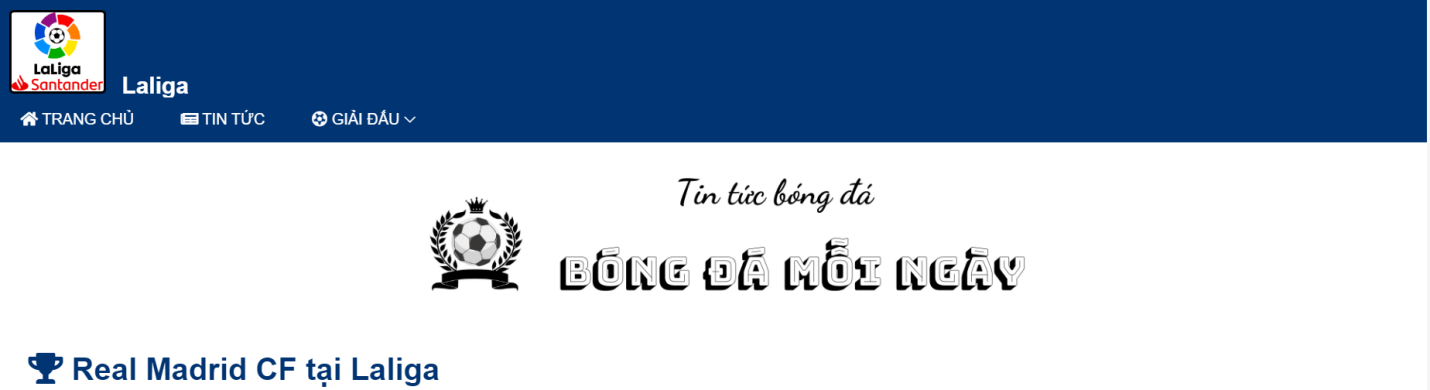 LaLiga
Santander
Laliga
TRANG CHỦ TIN TỨC GIẢI ĐẤU
Tin tức bóng đá
BÓNG ĐÁ MỖI NGÀY
Real Madrid CF tại Laliga